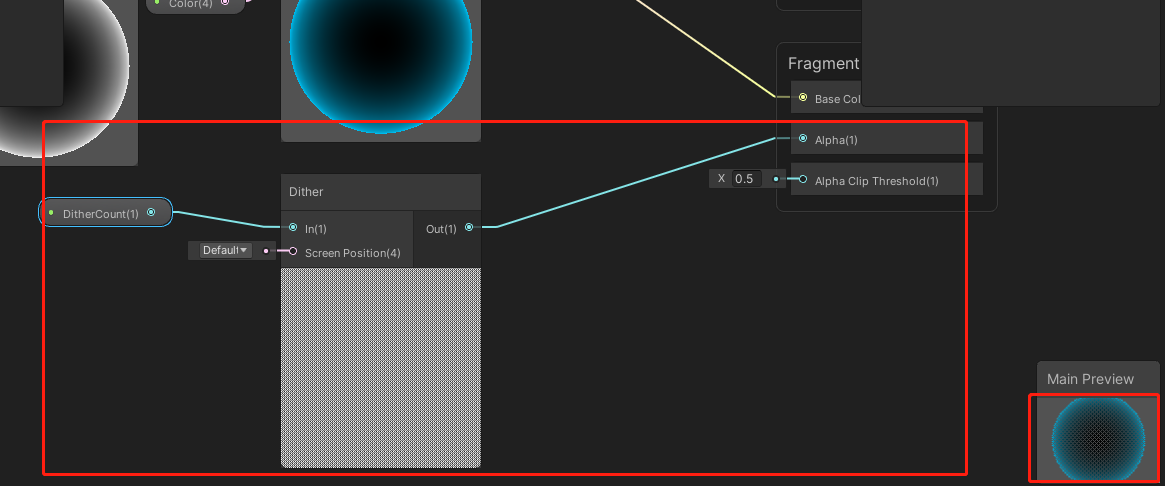 Color(4)
Fragment
Base Col
Alpha(1)
X 0.5
Alpha Clip Threshold(1)
Dither
DitherCount(1)
In(1)
Out(1)
Default
Screen Position(4)
Main Preview